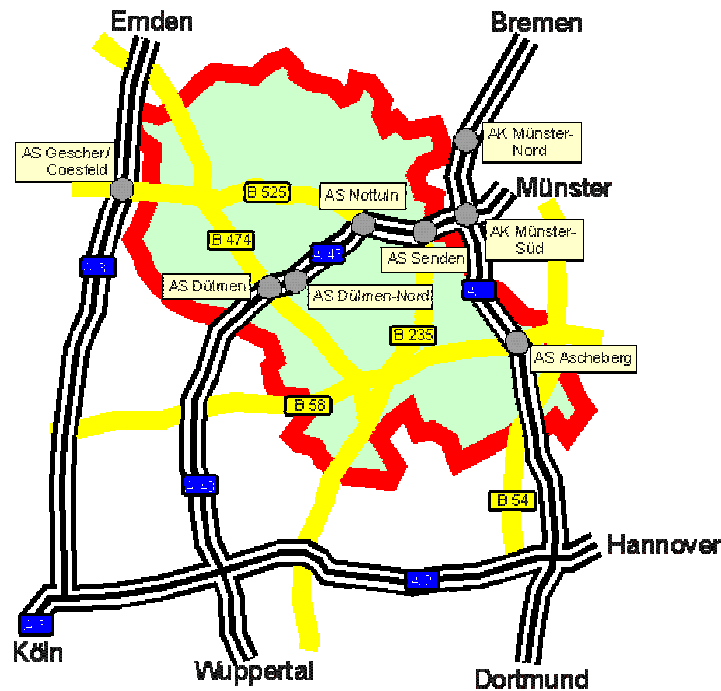 Emden
Bremen
AK Münster-
Nord
AS Gescher/
Coesfeld
B 525
AS Nottuln
Münster
AK Münster-
Süd
B 474
AS Senden
AS Dülmen
AS Dülmen-Nord
B 235
AS Ascheberg
B 58
A 43
B 54
Hannover
Köln
Wuppertal
Dortmund